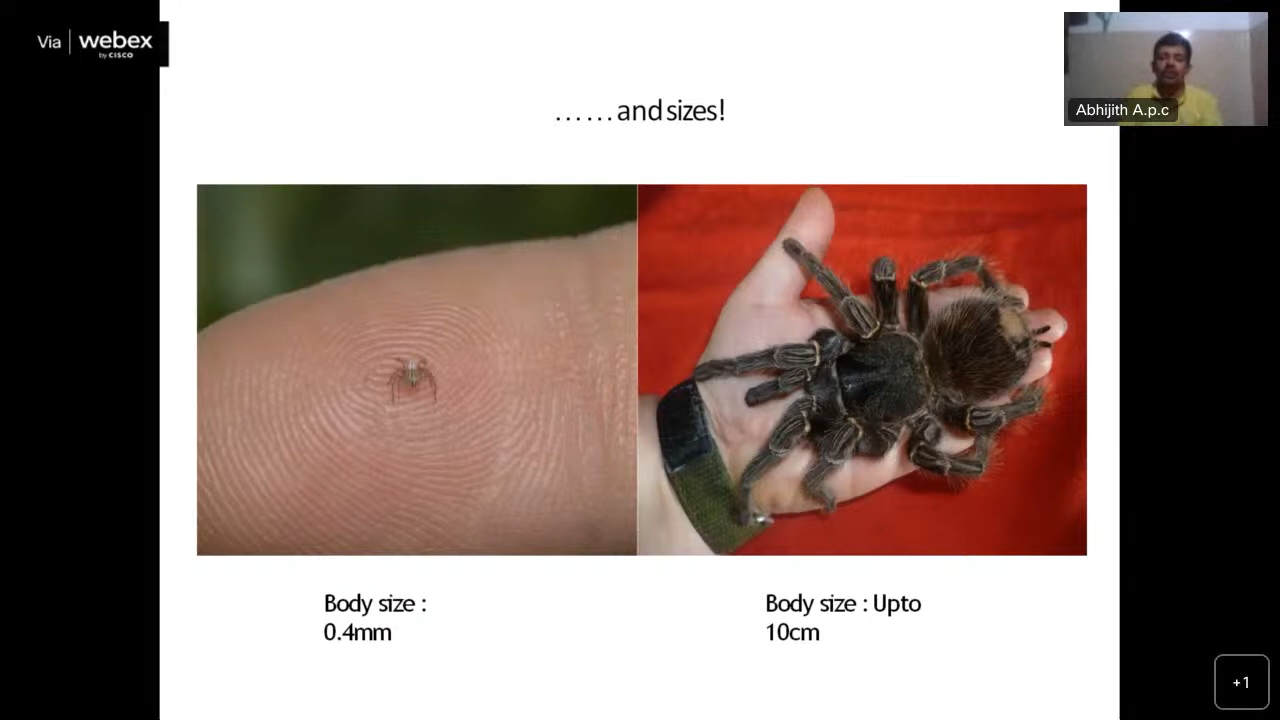 Via | webex
by CISCO
Abhijith A.p.c
......and sizes!
Body size :
0.4mm
Body size : Upto
10cm
+1